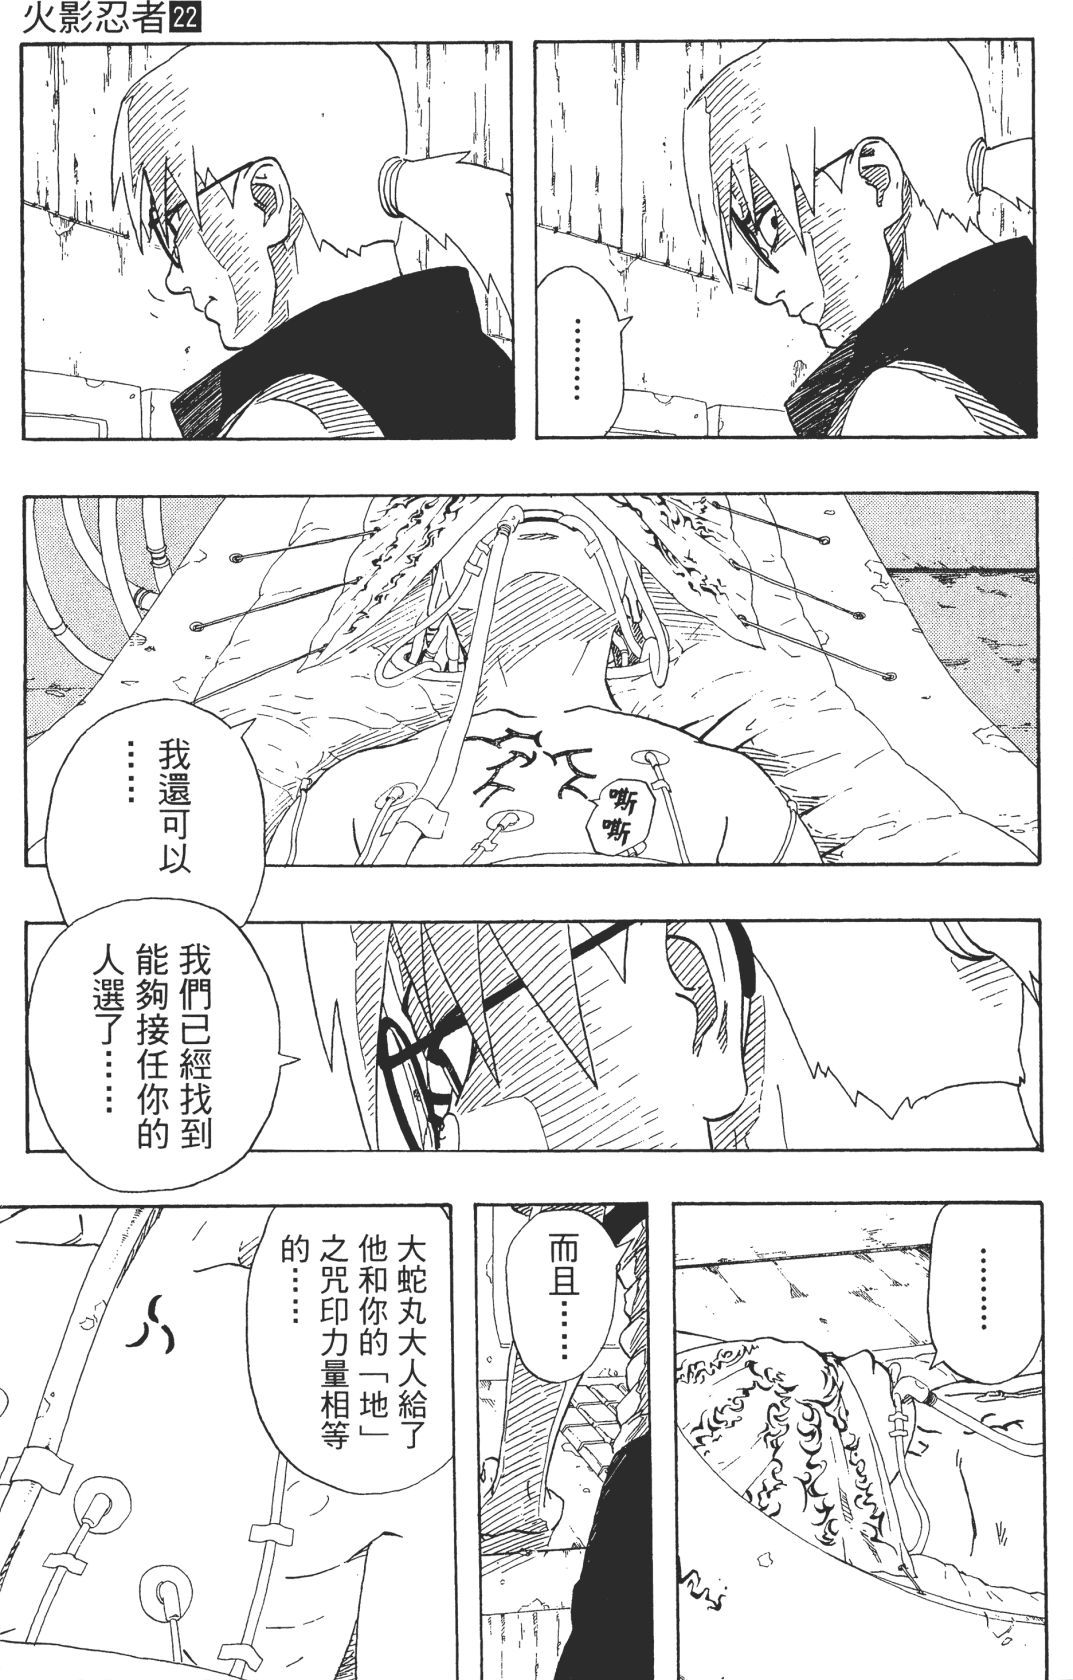 火影忍者22
………
嘶
嘶
我還可以
……
我們已經找到
能夠接任你的
人選了……
………
而且……
大蛇丸大人給了
他和你的「地」
之咒印力量相等
的……